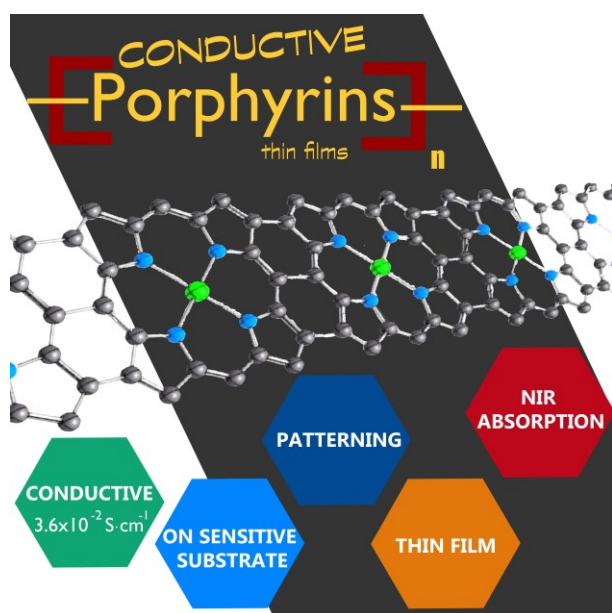 CONDUCTIVE
[Porphyrins]n
thin films
NIR
ABSORPTION
PATTERNING
CONDUCTIVE
3.6x10⁻² S·cm⁻¹
ON SENSITIVE
SUBSTRATE
THIN FILM